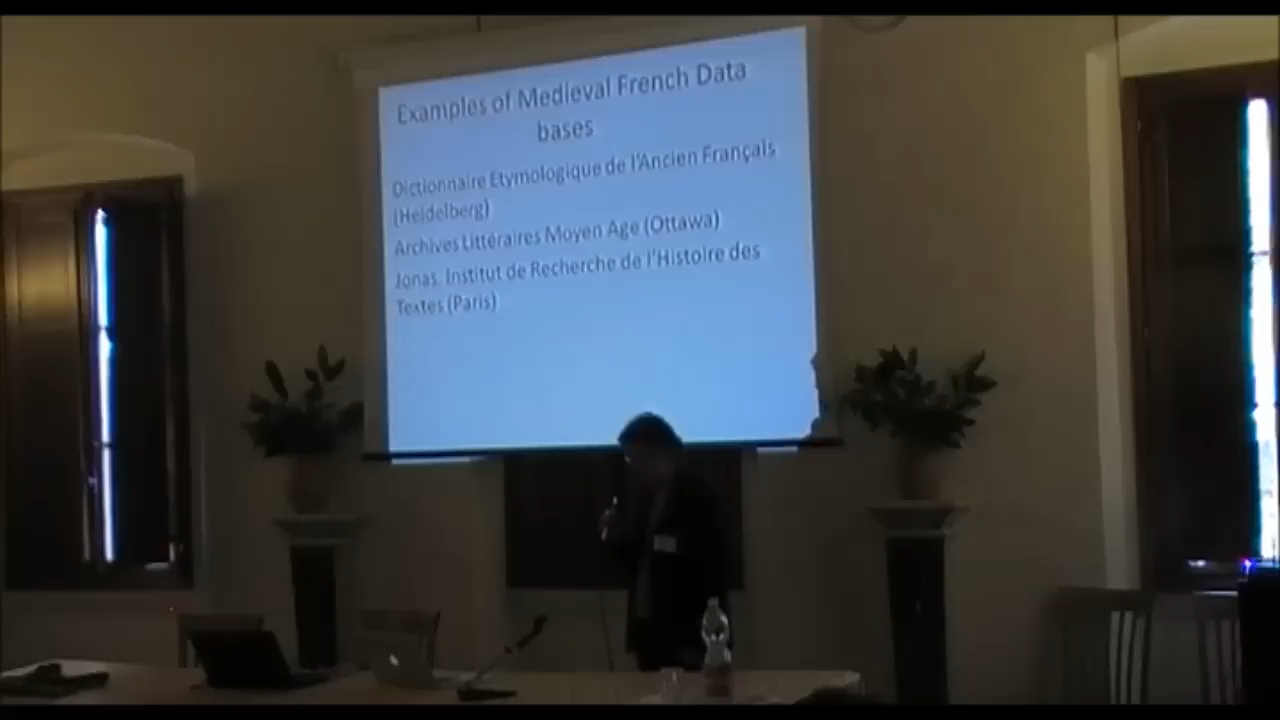 Examples of Medieval French Data
bases
Dictionnaire Etymologique de l'Ancien Français
(Heidelberg)
Archives Littéraires Moyen Age (Ottawa)
Jonas. Institut de Recherche de l'Histoire des
Textes (Paris)